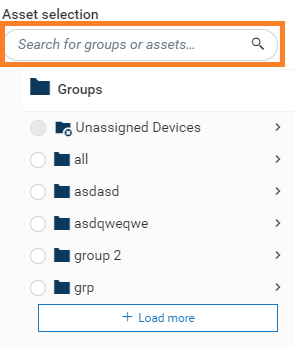 Asset selection
Search for groups or assets...
Groups
Unassigned Devices
all
asdasd
asdqweqwe
group 2
grp
+ Load more